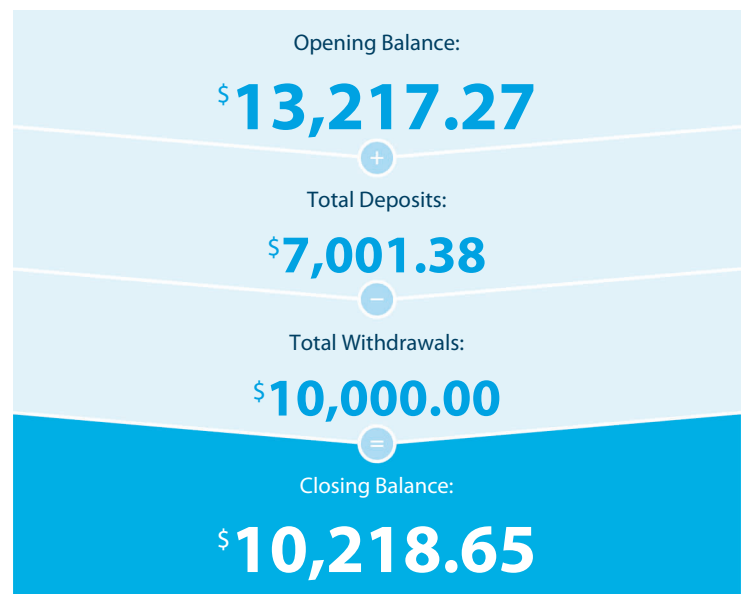 Opening Balance:
$13,217.27
+
Total Deposits:
$7,001.38
−
Total Withdrawals:
$10,000.00
=
Closing Balance:
$10,218.65